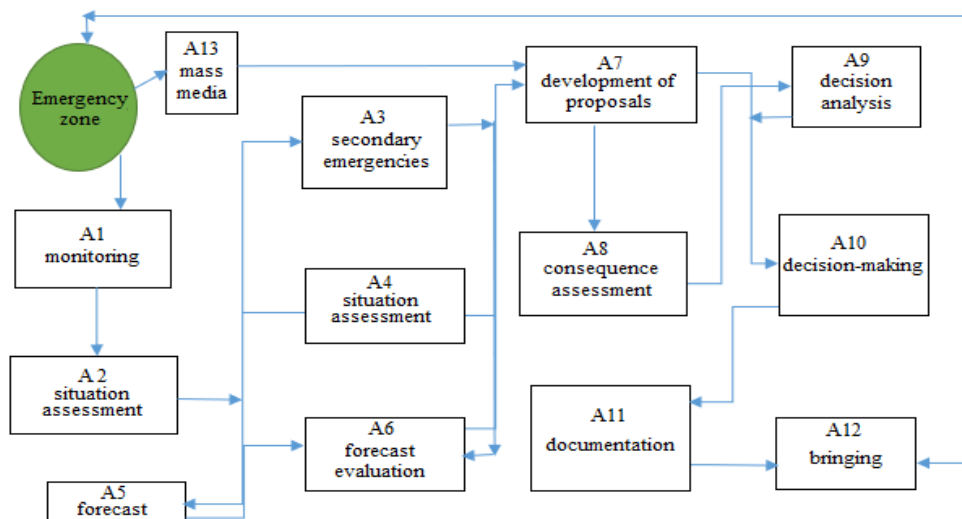 Emergency
zone
A13
mass
media
A7
development of
proposals
A9
decision
analysis
A3
secondary
emergencies
A1
monitoring
A8
consequence
assessment
A10
decision-making
A4
situation
assessment
A2
situation
assessment
A6
forecast
evaluation
A11
documentation
A12
bringing
A5
forecast